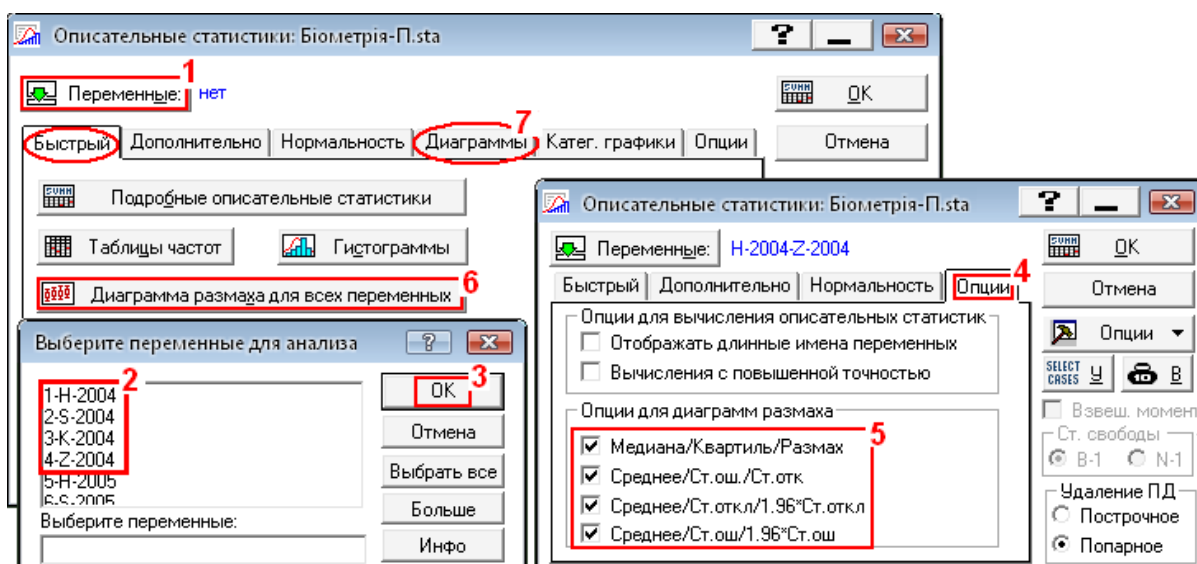 Описательные статистики: Біометрія-П.sta
?
1
Переменные: нет
SUMM OK
Быстрый Дополнительно Нормальность Диаграммы 7 Катег. графики Опции
Отмена
SUMM Подробные описательные статистики
Таблицы частот Гистограммы
Диаграмма размаха для всех переменных 6
Выберите переменные для анализа ?
2
1-H-2004
2-S-2004
3-K-2004
4-Z-2004
5-H-2005
6-S-2005
OK 3
Отмена
Выбрать все
Больше
Инфо
Выберите переменные:
Описательные статистики: Біометрія-П.sta ?
Переменные: H-2004-Z-2004
SUMM OK
Быстрый Дополнительно Нормальность Опции 4
Отмена
Опции для вычисления описательных статистик
Отображать длинные имена переменных
Вычисления с повышенной точностью
Опции для диаграмм размаха
5
Медиана/Квартиль/Размах
Среднее/Ст.ош./Ст.отк
Среднее/Ст.откл/1.96*Ст.откл
Среднее/Ст.ош/1.96*Ст.ош
Опции
SELECT CASES У В
Взвеш. момен
Ст. свободы
В-1 N-1
Удаление ПД
Построчное
Попарное